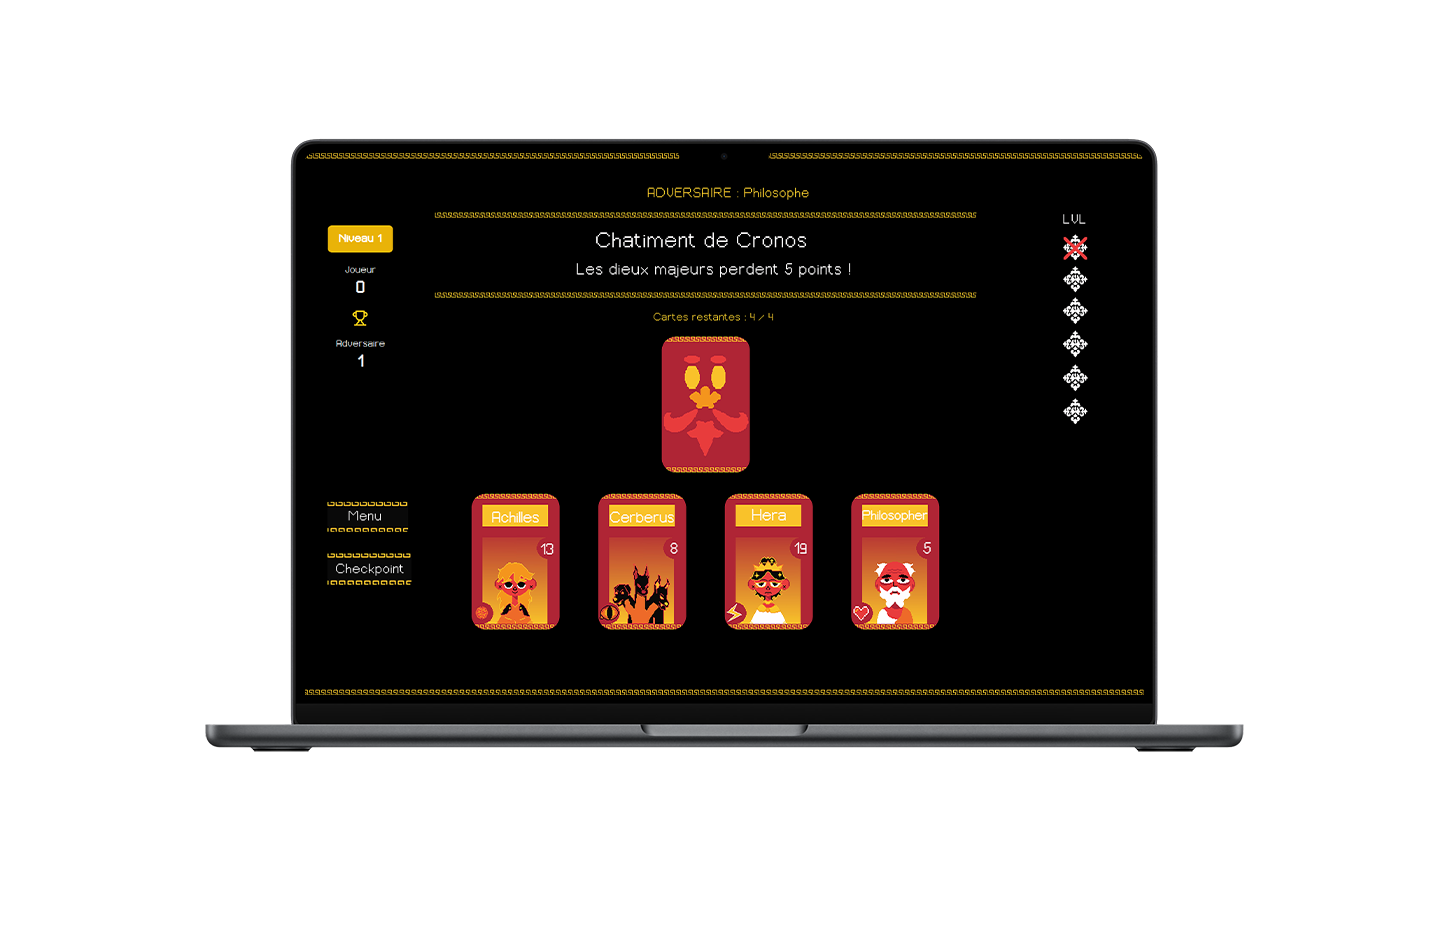 ADVERSAIRE : Philosophe
Niveau 1
Joueur
0
Adversaire
1
Chatiment de Cronos
Les dieux majeurs perdent 5 points !
LVL
Cartes restantes : 4 / 4
Menu
Checkpoint
Achilles
13
Cerberus
8
Hera
19
Philosopher
5